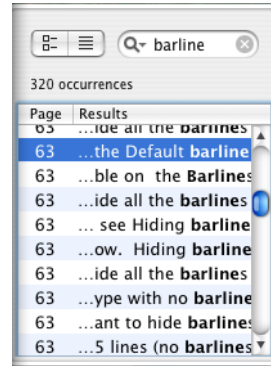 barline
320 occurrences
Page Results
63 ...ide all the barlines
63 ...the Default barline
63 ...ble on the Barlines
63 ...ide all the barlines
63 ... see Hiding barline
63 ...ow. Hiding barline
63 ...ide all the barlines
63 ...ype with no barline
63 ...ant to hide barlines
63 ...5 lines (no barlines